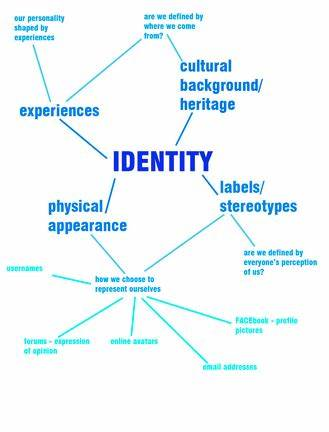 our personality
shaped by
experiences
are we defined by
where we come
from?
cultural
background/
heritage
experiences
IDENTITY
labels/
stereotypes
physical
appearance
are we defined by
everyone's perception
of us?
usernames
how we choose to
represent ourselves
FACEbook - profile
pictures
forums - expression
of opinion
online avatars
email addresses